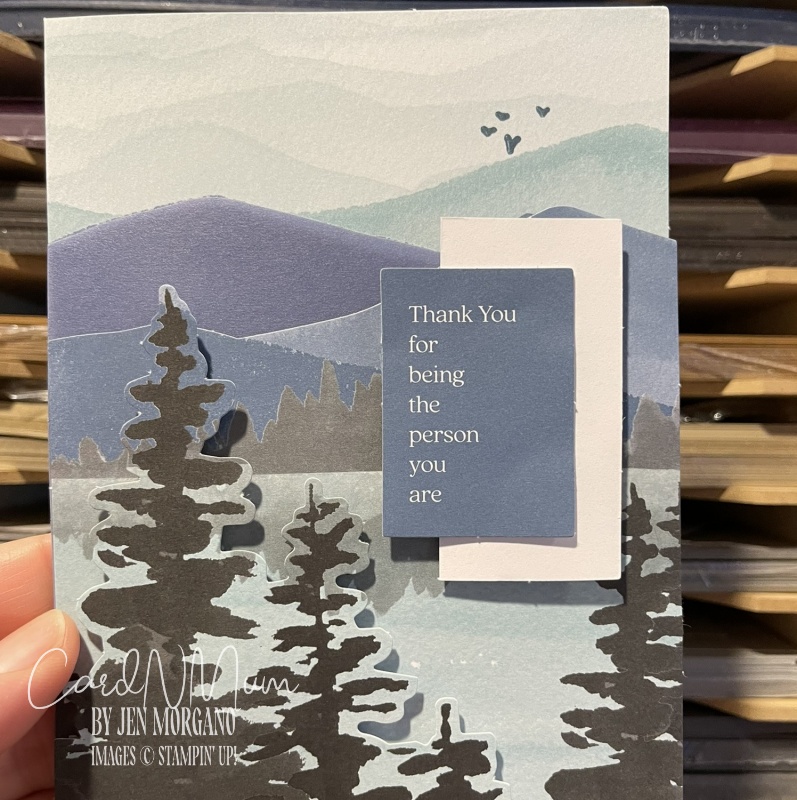 Thank You
for
being
the
person
you
are
CardNMum
BY JEN MORGANO
IMAGES © STAMPIN' UP!